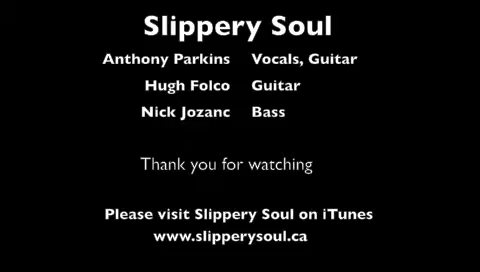 Slippery Soul
Anthony Parkins Vocals, Guitar
Hugh Folco Guitar
Nick Jozanc Bass
Thank you for watching
Please visit Slippery Soul on iTunes
www.slipperysoul.ca